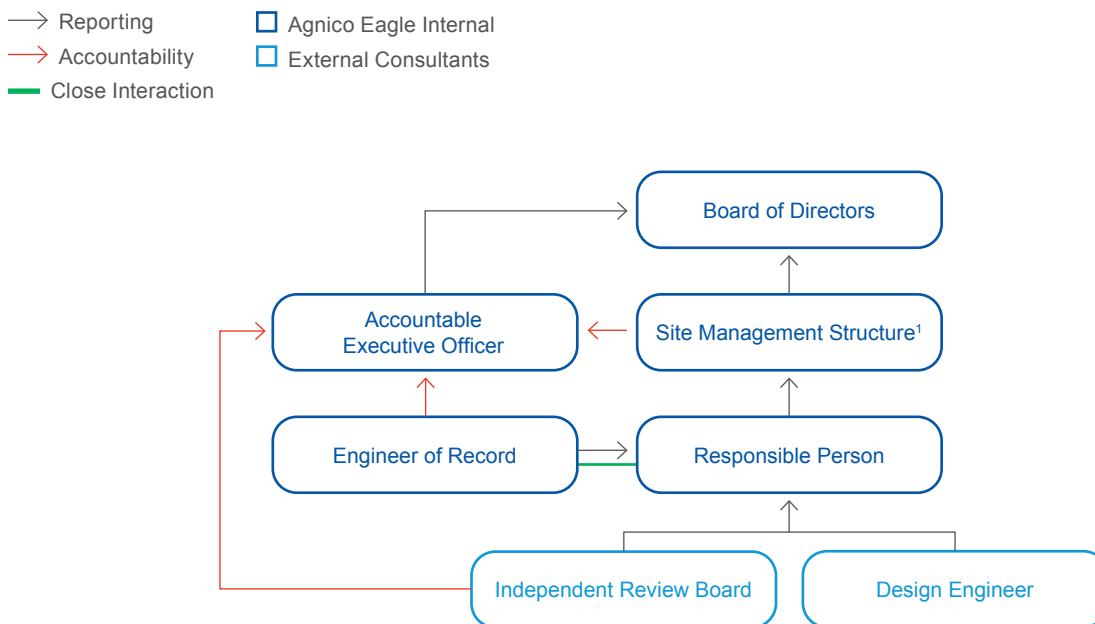 Reporting
Accountability
Close Interaction
Agnico Eagle Internal
External Consultants
Board of Directors
Accountable
Executive Officer
Site Management Structure¹
Engineer of Record
Responsible Person
Independent Review Board
Design Engineer